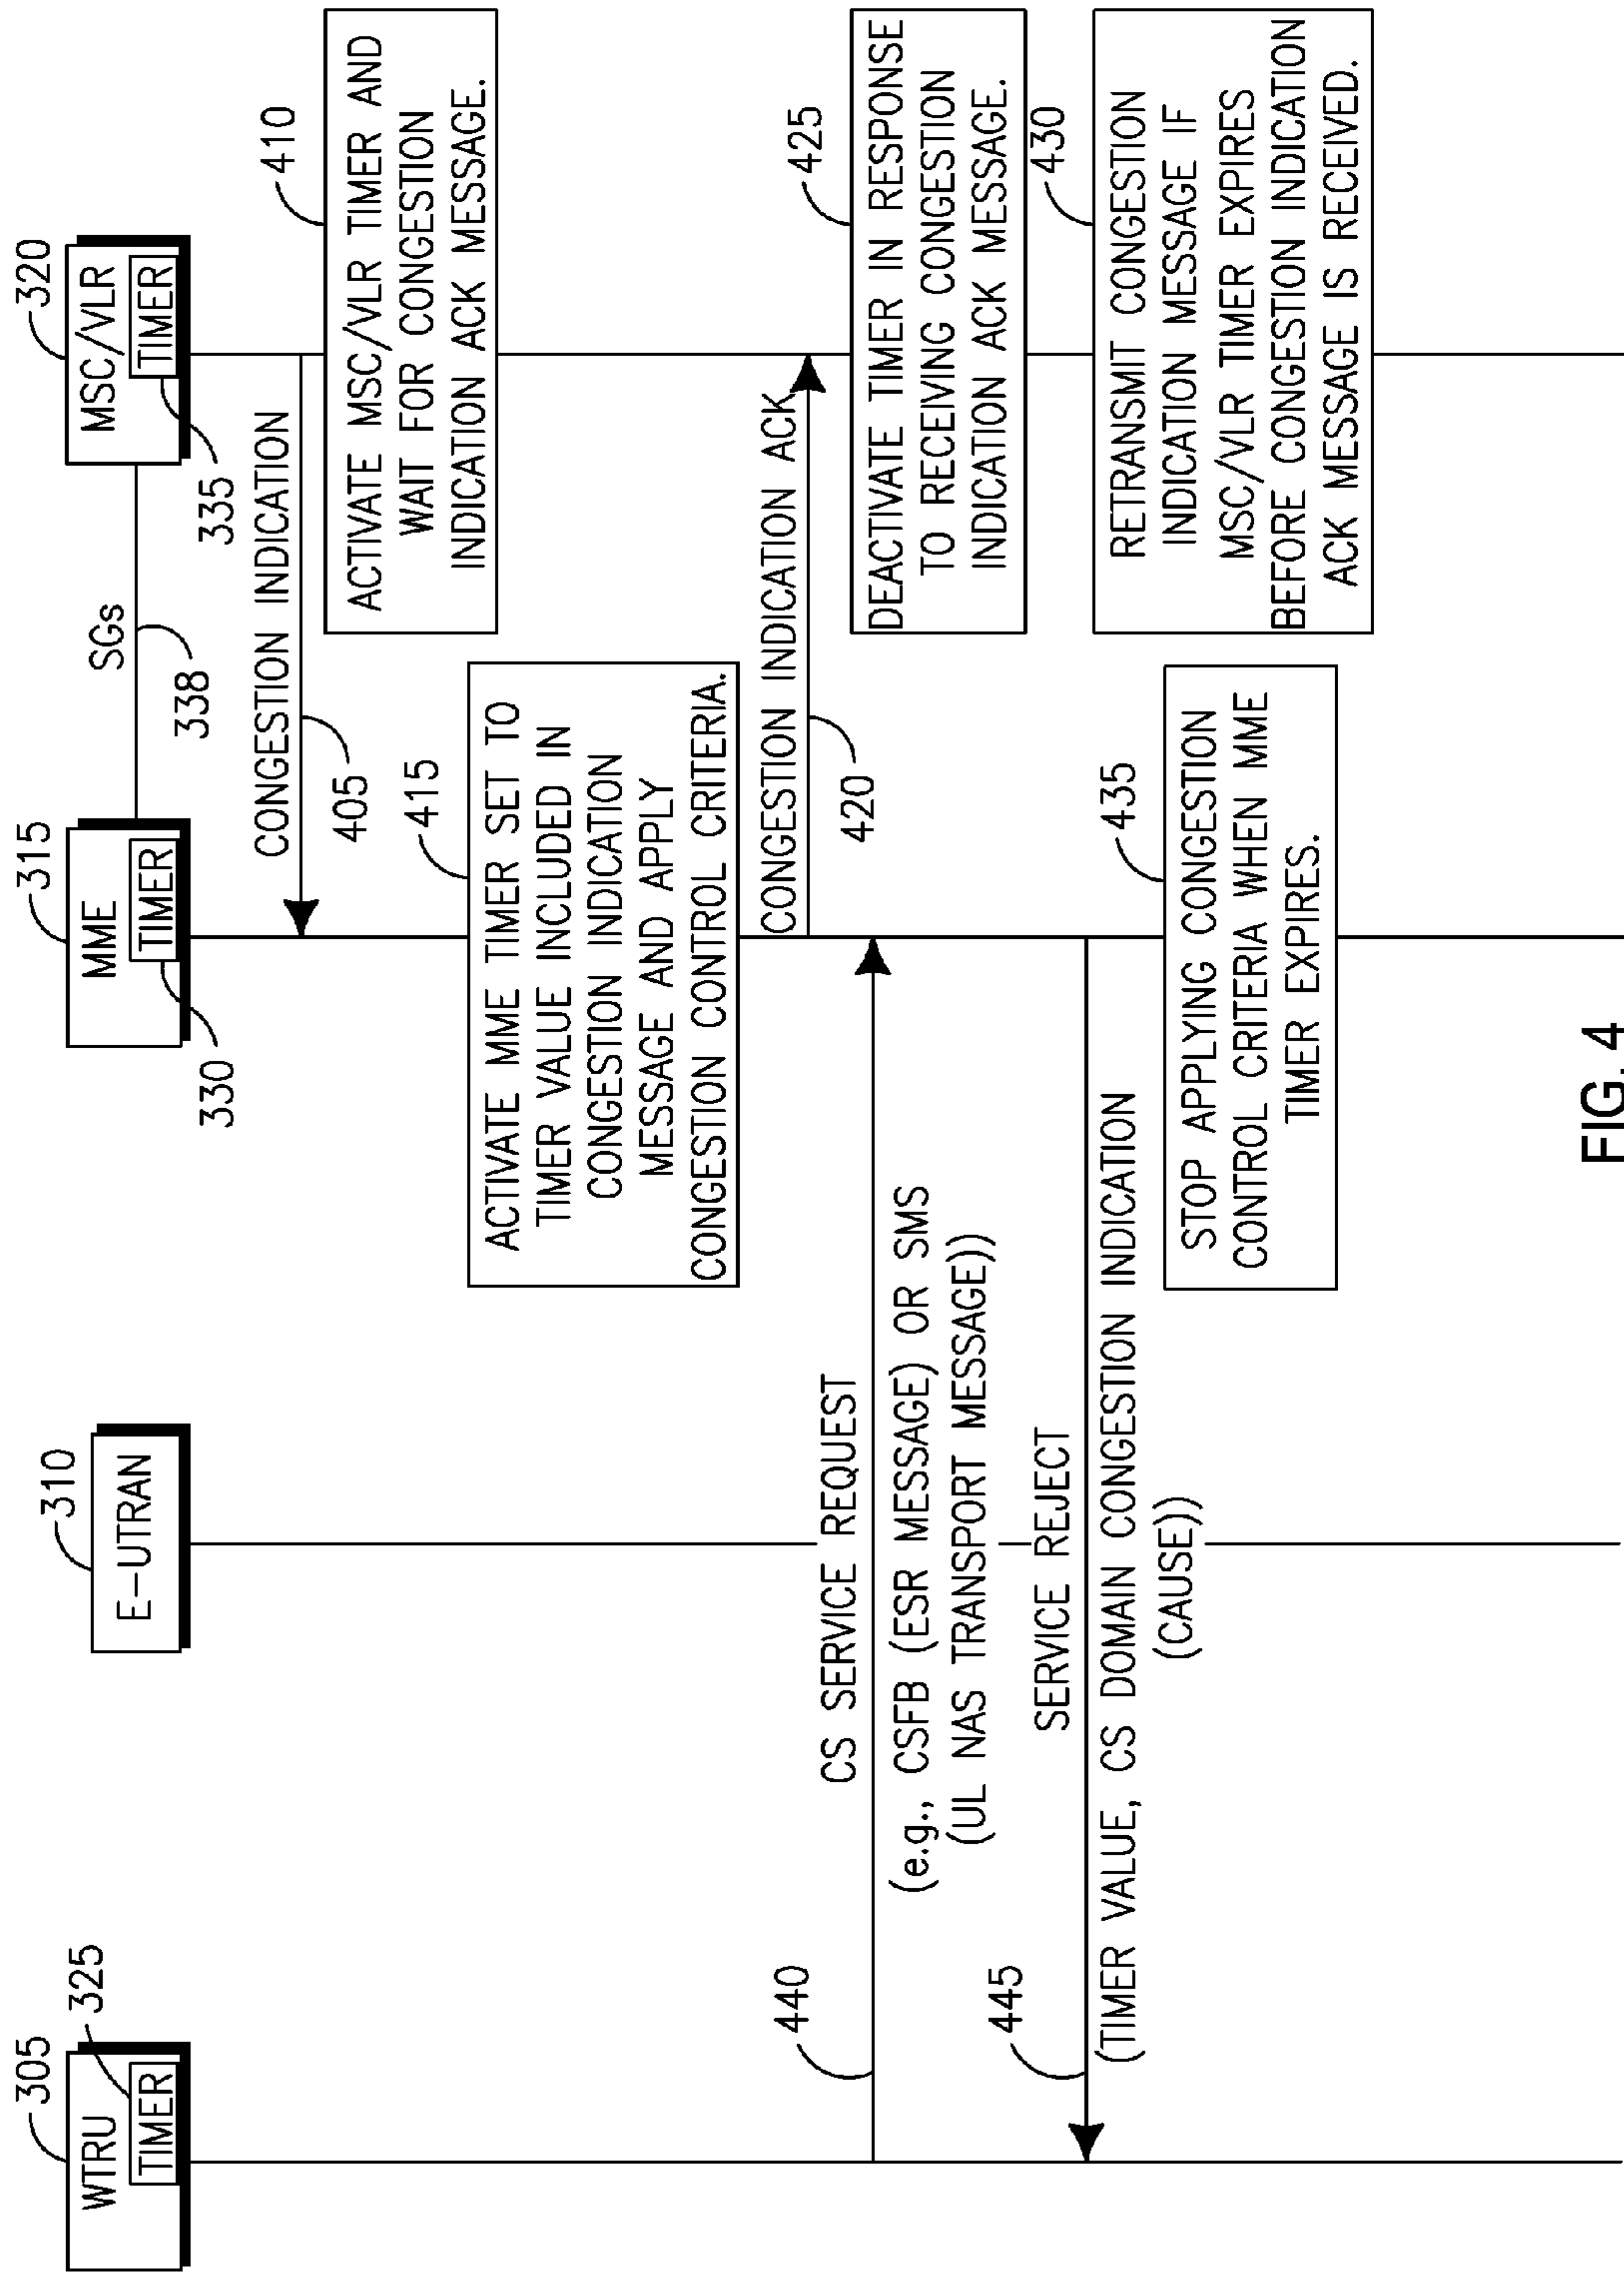 305
WTRU
325
TIMER
310
E-UTRAN
315
MME
TIMER
330
SGs
338
320
MSC/VLR
TIMER
335
CONGESTION INDICATION
405
410
ACTIVATE MSC/VLR TIMER AND
WAIT FOR CONGESTION
INDICATION ACK MESSAGE.
415
ACTIVATE MME TIMER SET TO
TIMER VALUE INCLUDED IN
CONGESTION INDICATION
MESSAGE AND APPLY
CONGESTION CONTROL CRITERIA.
CONGESTION INDICATION ACK
420
425
DEACTIVATE TIMER IN RESPONSE
TO RECEIVING CONGESTION
INDICATION ACK MESSAGE.
440
CS SERVICE REQUEST
(e.g., CSFB (ESR MESSAGE) OR SMS
(UL NAS TRANSPORT MESSAGE))
430
RETRANSMIT CONGESTION
INDICATION MESSAGE IF
MSC/VLR TIMER EXPIRES
BEFORE CONGESTION INDICATION
ACK MESSAGE IS RECEIVED.
445
SERVICE REJECT
(TIMER VALUE, CS DOMAIN CONGESTION INDICATION
(CAUSE))
435
STOP APPLYING CONGESTION
CONTROL CRITERIA WHEN MME
TIMER EXPIRES.
FIG. 4